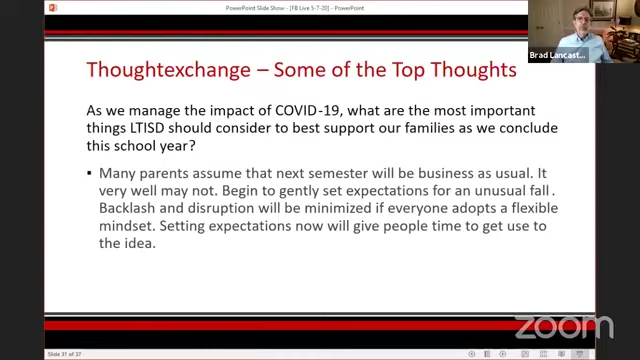 PowerPoint Slide Show - [FB Live 5-7-20] - PowerPoint
Brad Lancast...
Thoughtexchange – Some of the Top Thoughts
As we manage the impact of COVID-19, what are the most important
things LTISD should consider to best support our families as we conclude
this school year?
▪ Many parents assume that next semester will be business as usual. It
very well may not. Begin to gently set expectations for an unusual fall.
Backlash and disruption will be minimized if everyone adopts a flexible
mindset. Setting expectations now will give people time to get use to
the idea.
zoom
Slide 31 of 37